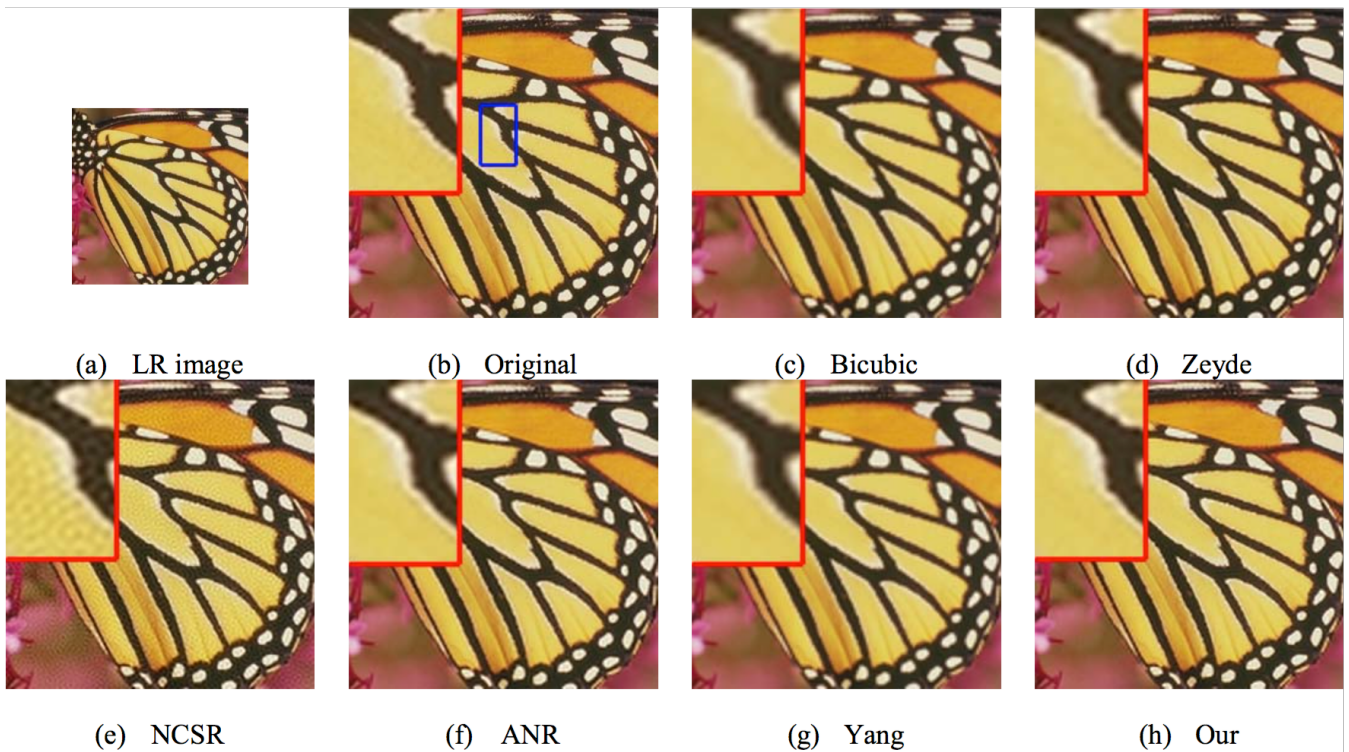 (a) LR image
(b) Original
(c) Bicubic
(d) Zeyde
(e) NCSR
(f) ANR
(g) Yang
(h) Our